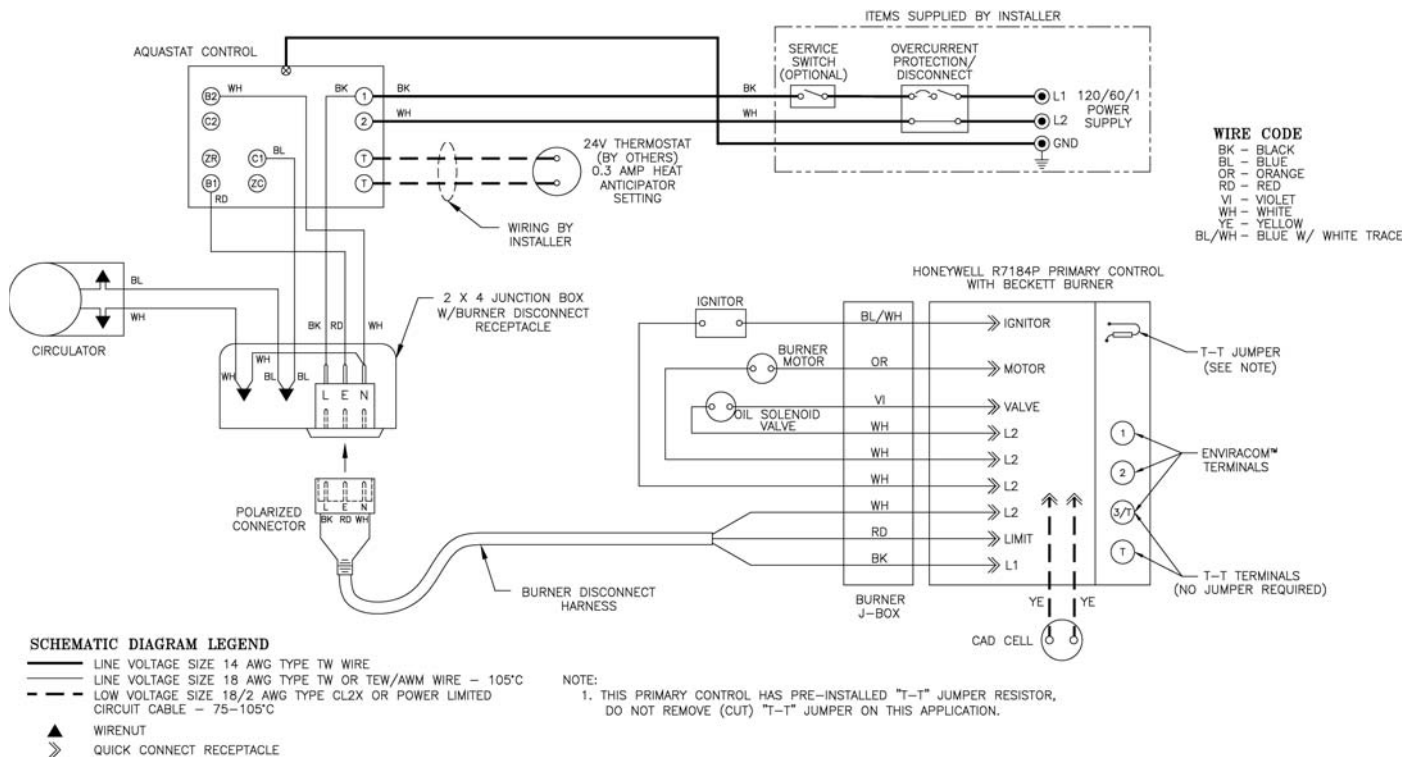 ITEMS SUPPLIED BY INSTALLER
AQUASTAT CONTROL
SERVICE
SWITCH
(OPTIONAL)
OVERCURRENT
PROTECTION/
DISCONNECT
B2
WH
BK
1
BK
BK
L1
120/60/1
POWER
SUPPLY
C2
2
WH
WH
L2
GND
ZR
C1
BL
T
B1
ZC
T
RD
24V THERMOSTAT
(BY OTHERS)
0.3 AMP HEAT
ANTICIPATOR
SETTING
WIRING BY
INSTALLER
WIRE CODE
BK – BLACK
BL – BLUE
OR – ORANGE
RD – RED
VI – VIOLET
WH – WHITE
YE – YELLOW
BL/WH – BLUE W/ WHITE TRACE
BL
WH
CIRCULATOR
2 X 4 JUNCTION BOX
W/BURNER DISCONNECT
RECEPTACLE
BK RD WH
WH
WH BL BL
L E N
POLARIZED
CONNECTOR
L E N
BK RD WH
BURNER DISCONNECT
HARNESS
HONEYWELL R7184P PRIMARY CONTROL
WITH BECKETT BURNER
IGNITOR
BL/WH
IGNITOR
BURNER
MOTOR
OR
MOTOR
OIL SOLENOID
VALVE
VI
VALVE
WH
L2
WH
L2
WH
L2
WH
L2
RD
LIMIT
BK
L1
BURNER
J-BOX
YE YE
CAD CELL
T-T JUMPER
(SEE NOTE)
1
2
3/T
T
ENVIRACOM™
TERMINALS
T-T TERMINALS
(NO JUMPER REQUIRED)
SCHEMATIC DIAGRAM LEGEND
LINE VOLTAGE SIZE 14 AWG TYPE TW WIRE
LINE VOLTAGE SIZE 18 AWG TYPE TW OR TEW/AWM WIRE – 105°C
LOW VOLTAGE SIZE 18/2 AWG TYPE CL2X OR POWER LIMITED
CIRCUIT CABLE – 75-105°C
WIRENUT
QUICK CONNECT RECEPTACLE
NOTE:
1. THIS PRIMARY CONTROL HAS PRE-INSTALLED "T-T" JUMPER RESISTOR,
DO NOT REMOVE (CUT) "T-T" JUMPER ON THIS APPLICATION.